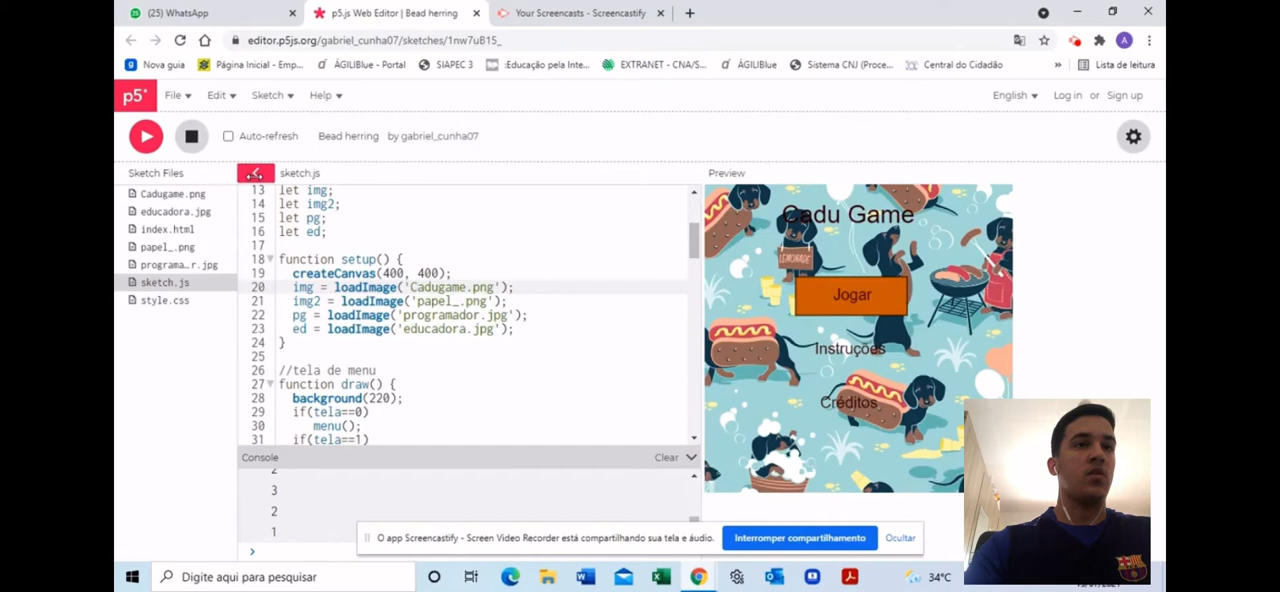 (25) WhatsApp
p5.js Web Editor | Bead herring
Your Screencasts - Screencastify
editor.p5js.org/gabriel_cunha07/sketches/1nw7uB15_
A
Nova guia
Página Inicial - Emp...
ÁGILIBlue - Portal
SIAPEC 3
:Educação pela Inte...
EXTRANET - CNA/S...
ÁGILIBlue
Sistema CNJ (Proce...
Central do Cidadão
»
Lista de leitura
p5*
File
Edit
Sketch
Help
English
Log in or Sign up
Auto-refresh
Bead herring by gabriel_cunha07
Sketch Files
Cadugame.png
educadora.jpg
index.html
papel_.png
programa...r.jpg
sketch.js
style.css
sketch.js
13 let img;
14 let img2;
15 let pg;
16 let ed;
17
18 function setup() {
19 createCanvas(400, 400);
20 img = loadImage('Cadugame.png');
21 img2 = loadImage('papel_.png');
22 pg = loadImage('programador.jpg');
23 ed = loadImage('educadora.jpg');
24 }
25
26 //tela de menu
27 function draw() {
28 background(220);
29 if(tela==0)
30 menu();
31 if(tela==1)
Console
Clear
2
3
2
1
>
Preview
Cadu Game
LEMONADE
Jogar
Instruções
Créditos
O app Screencastify - Screen Video Recorder está compartilhando sua tela e áudio.
Interromper compartilhamento
Ocultar
Digite aqui para pesquisar
34°C